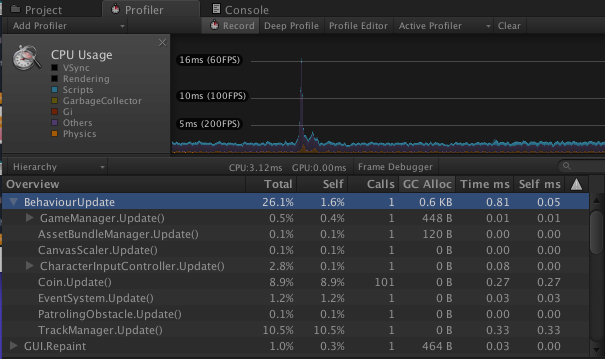 Project Profiler Console
Add Profiler Record Deep Profile Profile Editor Active Profiler Clear
CPU Usage
VSync
Rendering
Scripts
GarbageCollector
Gi
Others
Physics
16ms (60FPS)
10ms (100FPS)
5ms (200FPS)
Hierarchy CPU:3.12ms GPU:0.00ms Frame Debugger
Overview Total Self Calls GC Alloc Time ms Self ms
BehaviourUpdate 26.1% 1.6% 1 0.6 KB 0.81 0.05
GameManager.Update() 0.5% 0.4% 1 448 B 0.01 0.01
AssetBundleManager.Update() 0.1% 0.1% 1 120 B 0.00 0.00
CanvasScaler.Update() 0.1% 0.1% 1 0 B 0.00 0.00
CharacterInputController.Update() 2.8% 0.1% 1 0 B 0.08 0.00
Coin.Update() 8.9% 8.9% 101 0 B 0.27 0.27
EventSystem.Update() 1.2% 1.2% 1 0 B 0.03 0.03
PatrolingObstacle.Update() 0.1% 0.1% 1 0 B 0.00 0.00
TrackManager.Update() 10.5% 10.5% 1 0 B 0.33 0.33
GUI.Repaint 1.0% 0.3% 1 464 B 0.03 0.00